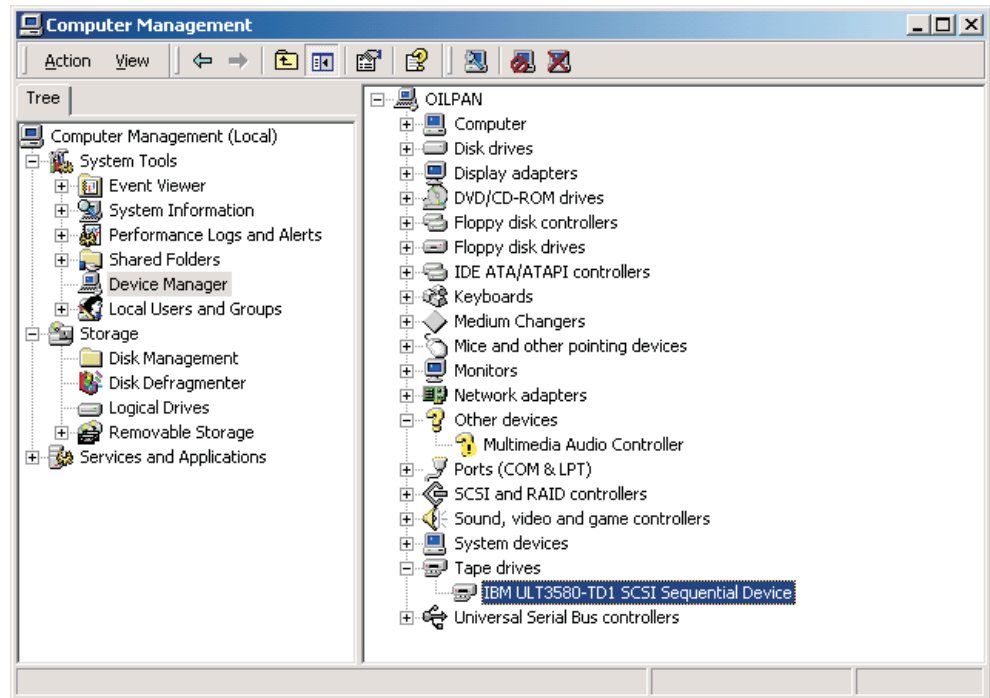 Computer Management
Action View
Tree
Computer Management (Local)
System Tools
Event Viewer
System Information
Performance Logs and Alerts
Shared Folders
Device Manager
Local Users and Groups
Storage
Disk Management
Disk Defragmenter
Logical Drives
Removable Storage
Services and Applications
OILPAN
Computer
Disk drives
Display adapters
DVD/CD-ROM drives
Floppy disk controllers
Floppy disk drives
IDE ATA/ATAPI controllers
Keyboards
Medium Changers
Mice and other pointing devices
Monitors
Network adapters
Other devices
Multimedia Audio Controller
Ports (COM & LPT)
SCSI and RAID controllers
Sound, video and game controllers
System devices
Tape drives
IBM ULT3580-TD1 SCSI Sequential Device
Universal Serial Bus controllers